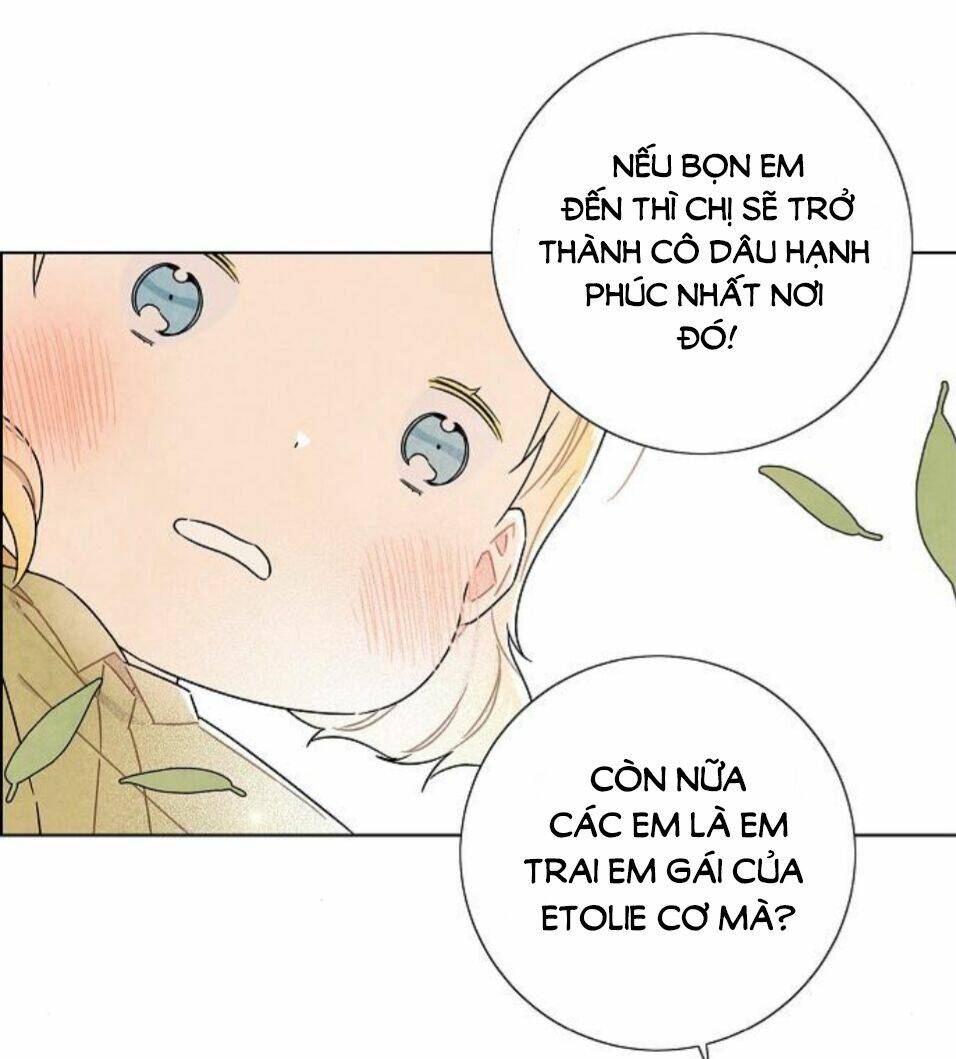 NẾU BỌN EM
ĐẾN THÌ CHỊ SẼ TRỞ
THÀNH CÔ DÂU HẠNH
PHÚC NHẤT NƠI
ĐÓ!
CÒN NỮA
CÁC EM LÀ EM
TRAI EM GÁI CỦA
ETOLIE CƠ MÀ?